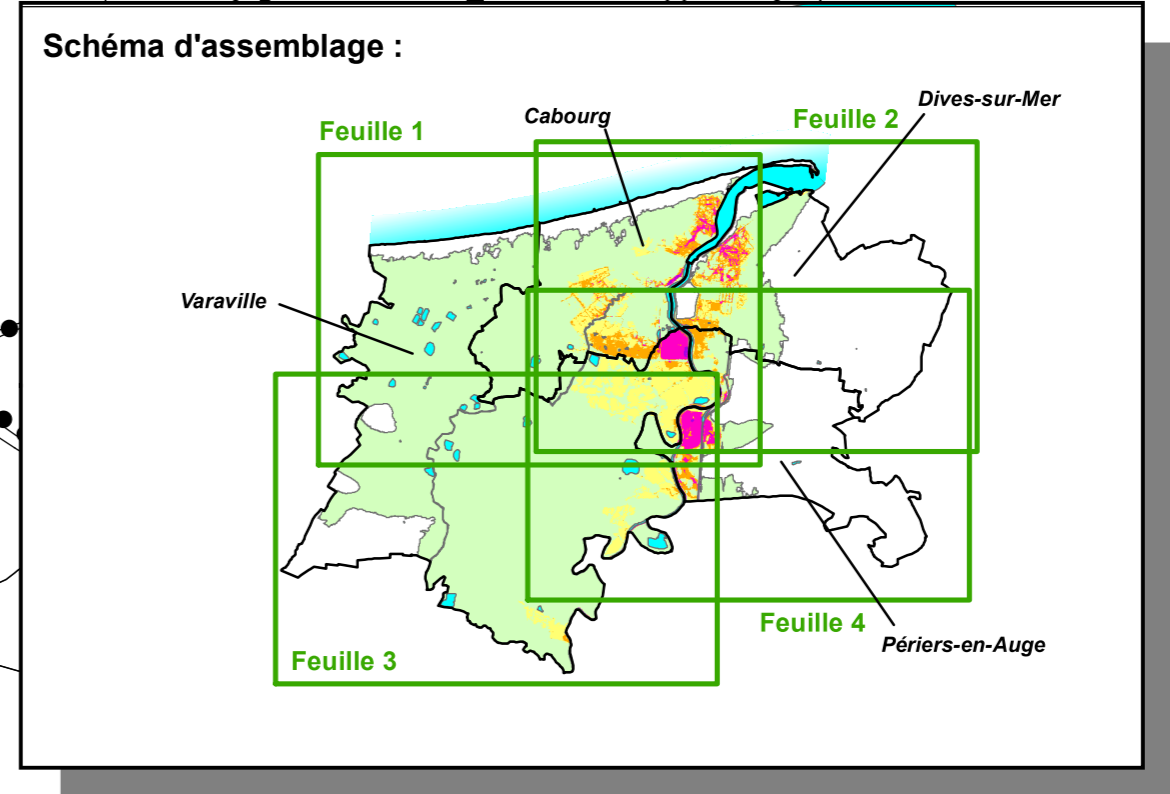 Schéma d'assemblage :
Dives-sur-Mer
Cabourg
Feuille 2
Feuille 1
Varaville
Feuille 4
Périers-en-Auge
Feuille 3